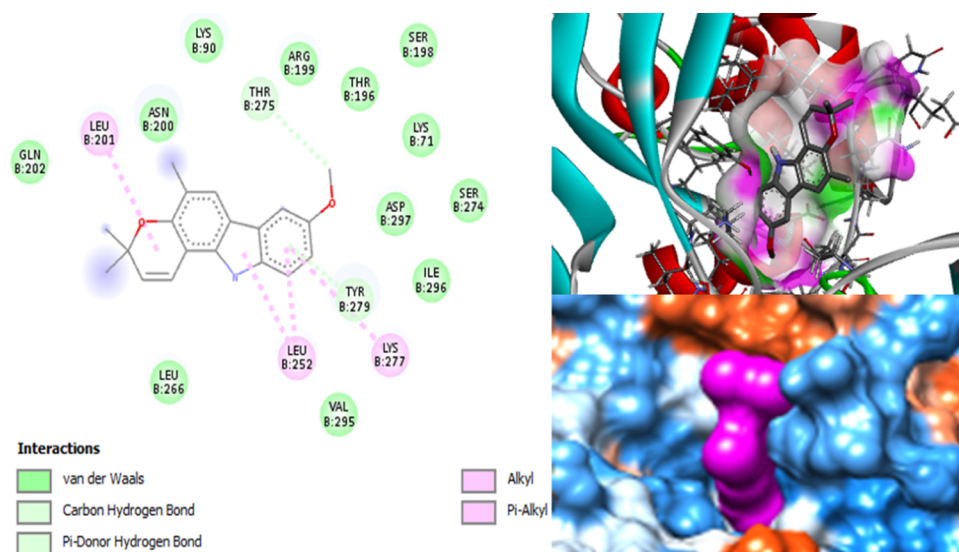 LYS
B:90
SER
B:198
ARG
B:199
THR
B:275
THR
B:196
ASN
B:200
LEU
B:201
LYS
B:71
GLN
B:202
SER
B:274
ASP
B:297
ILE
B:296
TYR
B:279
LEU
B:252
LYS
B:277
LEU
B:266
VAL
B:295
O
N
O
Interactions
van der Waals
Carbon Hydrogen Bond
Pi-Donor Hydrogen Bond
Alkyl
Pi-Alkyl